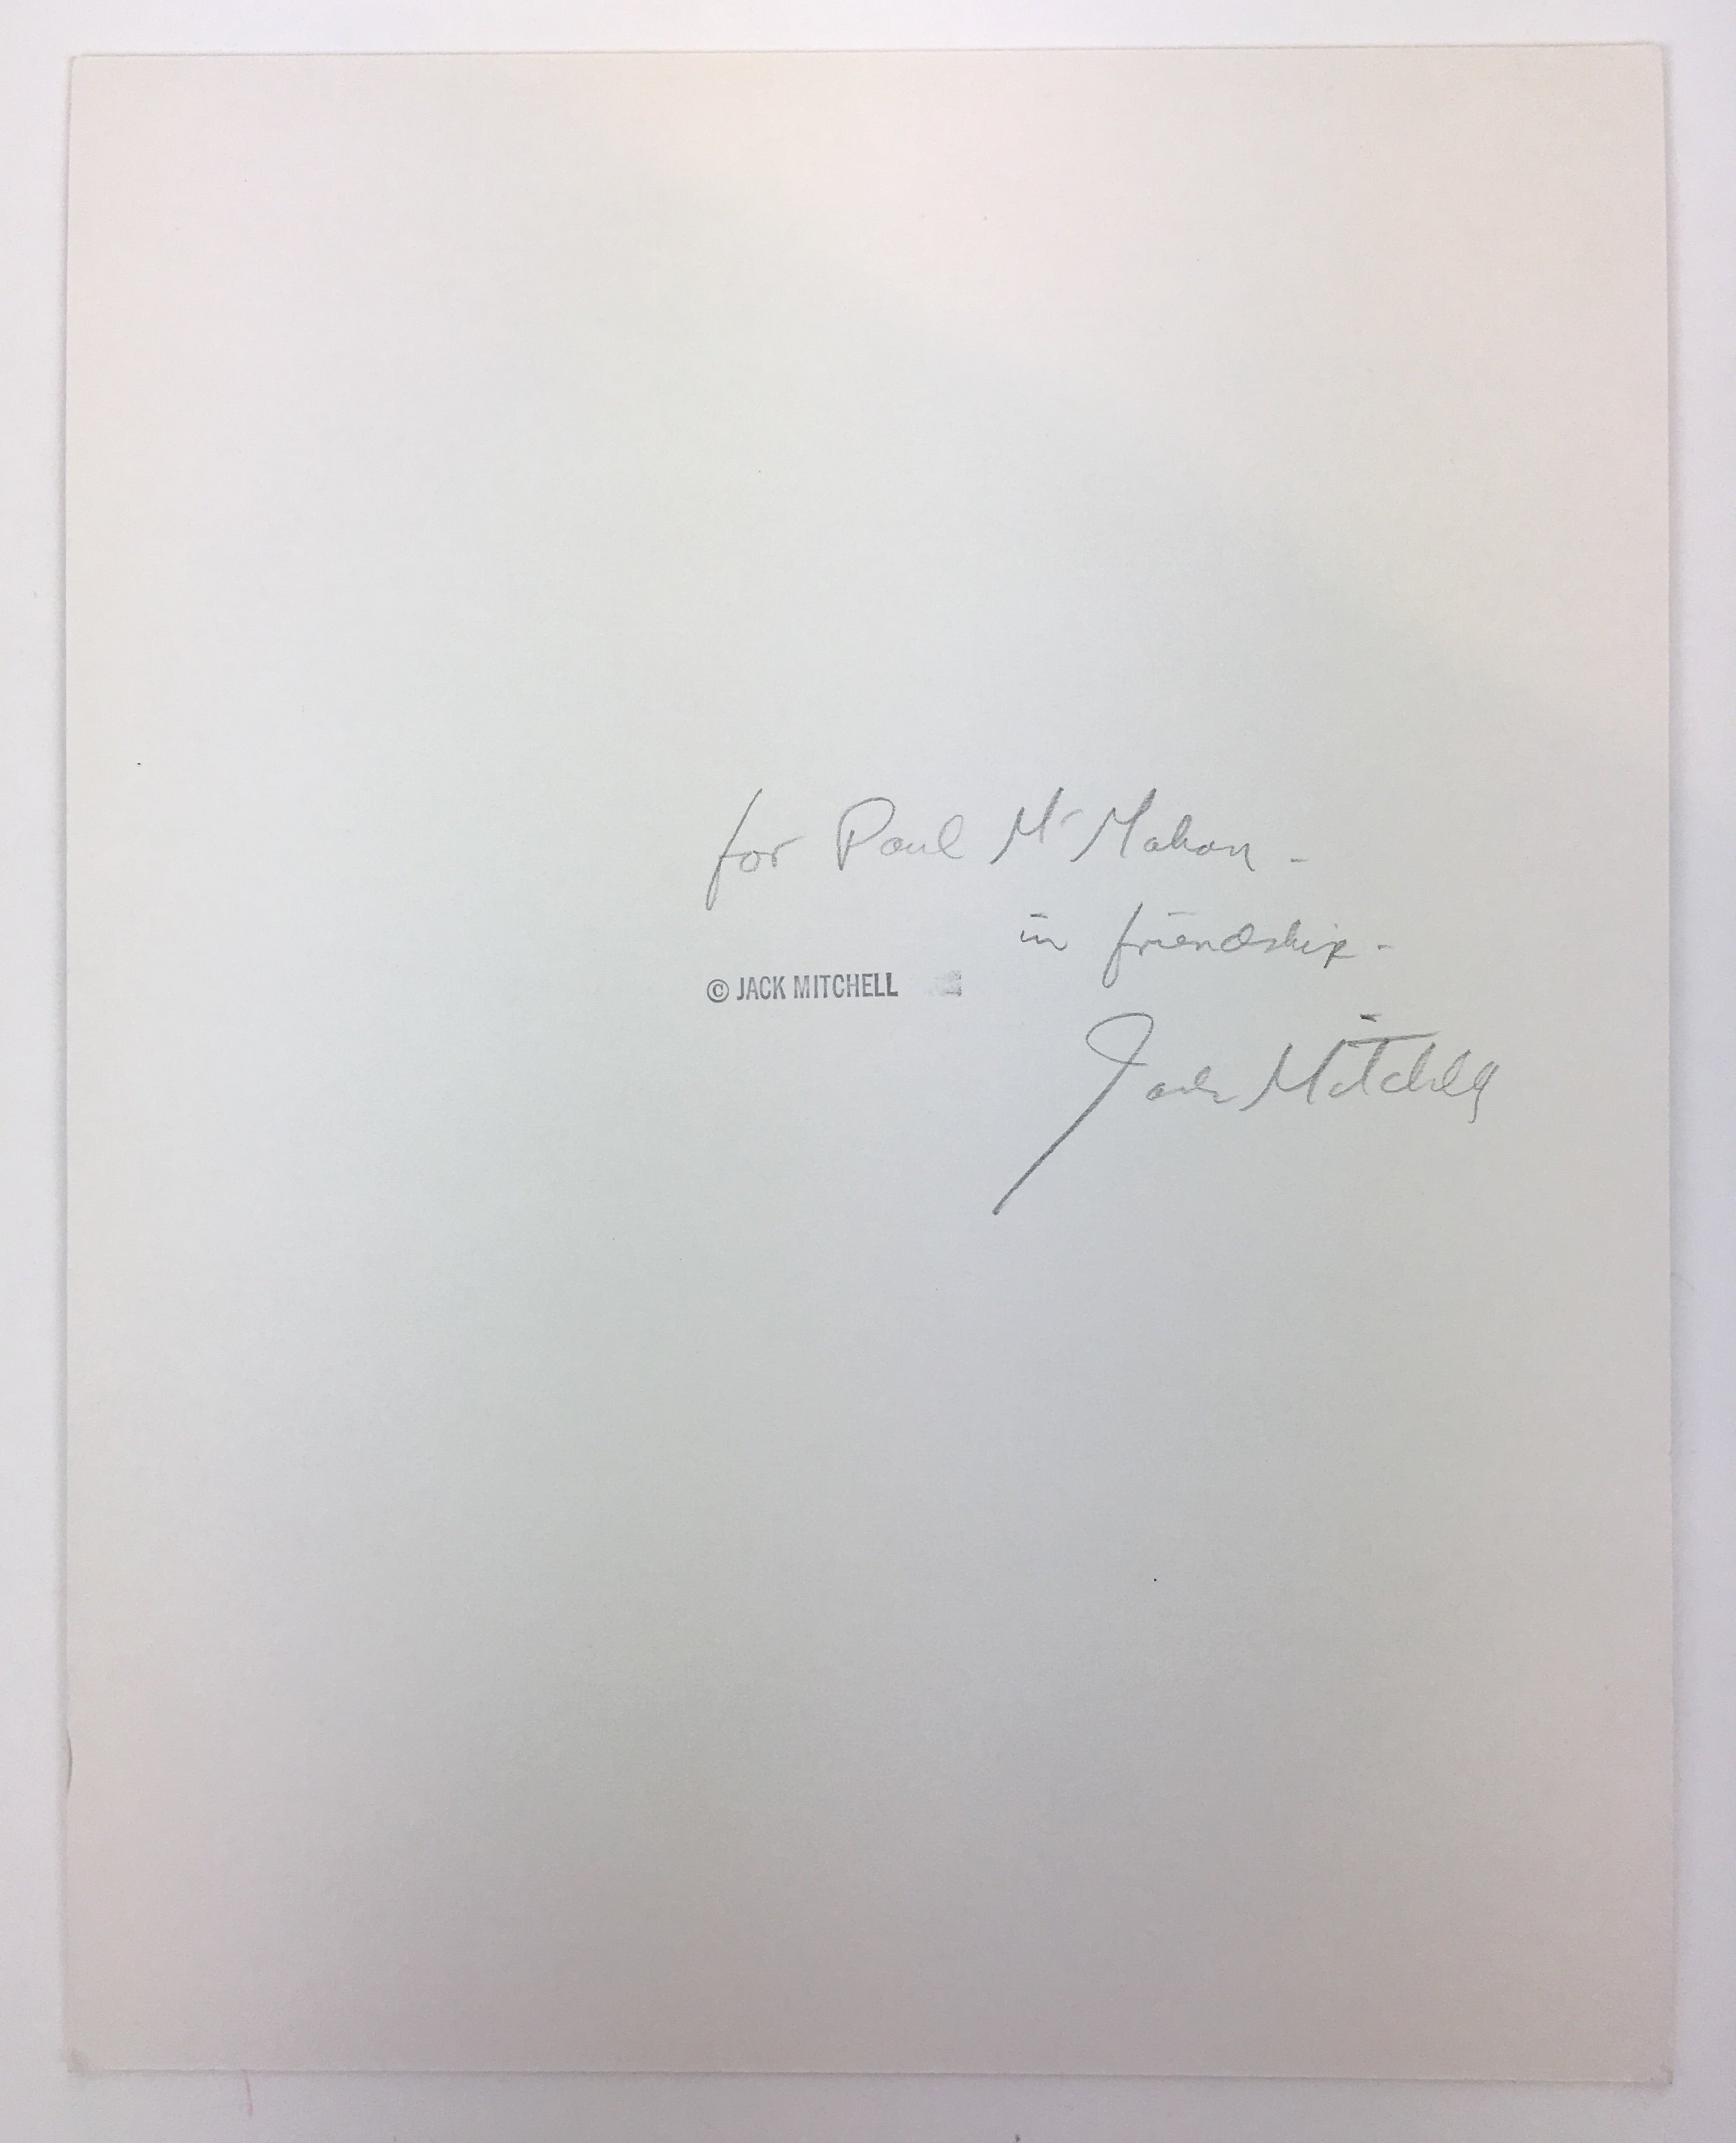 for Paul McMahon -
in friendship -
© JACK MITCHELL
Jack Mitchell